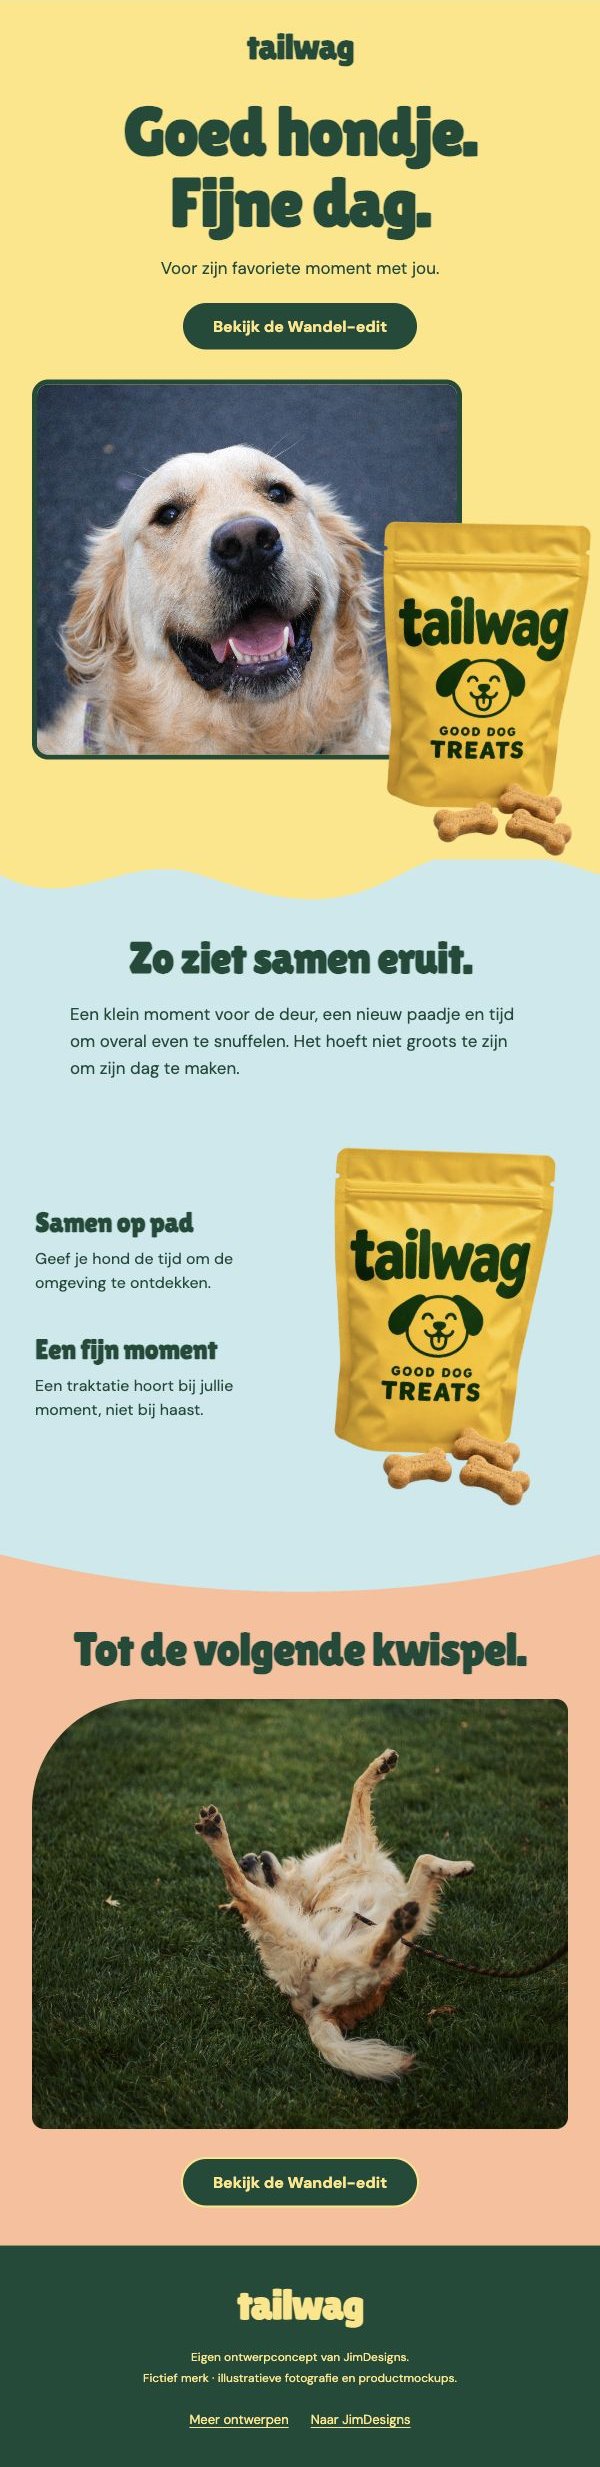 tailwag
Goed hondje.
Fijne dag.
Voor zijn favoriete moment met jou.
Bekijk de Wandel-edit
tailwag
GOOD DOG
TREATS
Zo ziet samen eruit.
Een klein moment voor de deur, een nieuw paadje en tijd
om overal even te snuffelen. Het hoeft niet groots te zijn
om zijn dag te maken.
Samen op pad
Geef je hond de tijd om de
omgeving te ontdekken.
Een fijn moment
Een traktatie hoort bij jullie
moment, niet bij haast.
tailwag
GOOD DOG
TREATS
Tot de volgende kwispel.
Bekijk de Wandel-edit
tailwag
Eigen ontwerpconcept van JimDesigns.
Fictief merk · illustratieve fotografie en productmockups.
Meer ontwerpen Naar JimDesigns